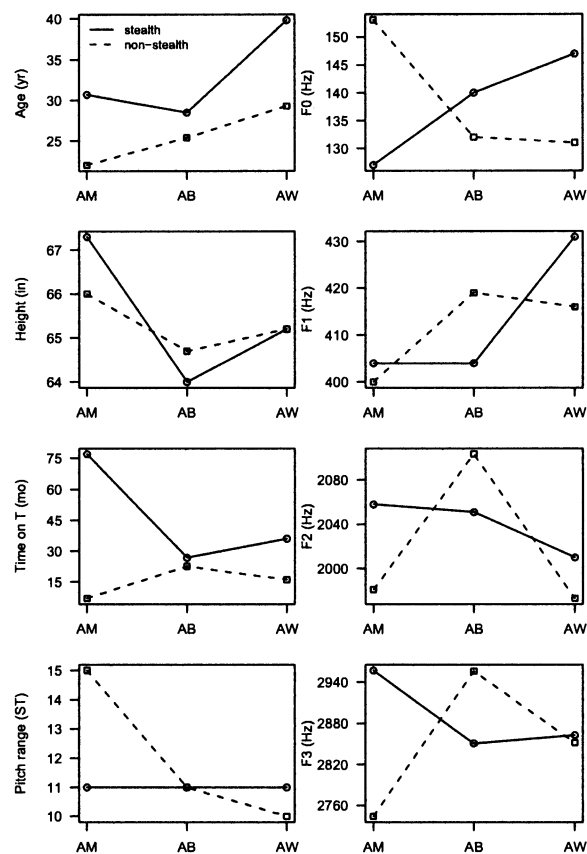 Age (yr)
40
30
25
stealth
non-stealth
AM AB AW
F0 (Hz)
150
145
140
135
130
AM AB AW
Height (in)
67
66
65
64
AM AB AW
F1 (Hz)
430
420
410
400
AM AB AW
Time on T (mo)
75
60
45
30
15
AM AB AW
F2 (Hz)
2080
2040
2000
AM AB AW
Pitch range (ST)
15
14
13
12
11
10
AM AB AW
F3 (Hz)
2940
2880
2820
2760
AM AB AW